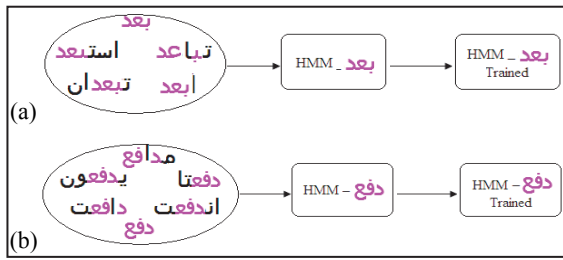 بعد
تباعد استبعد
أبعد تبعدان
HMM _ بعد
HMM _ بعد
Trained
(a)
مدافع
دفعتا يدفعون
اندفعت دافعت
دفع
HMM – دفع
HMM – دفع
Trained
(b)